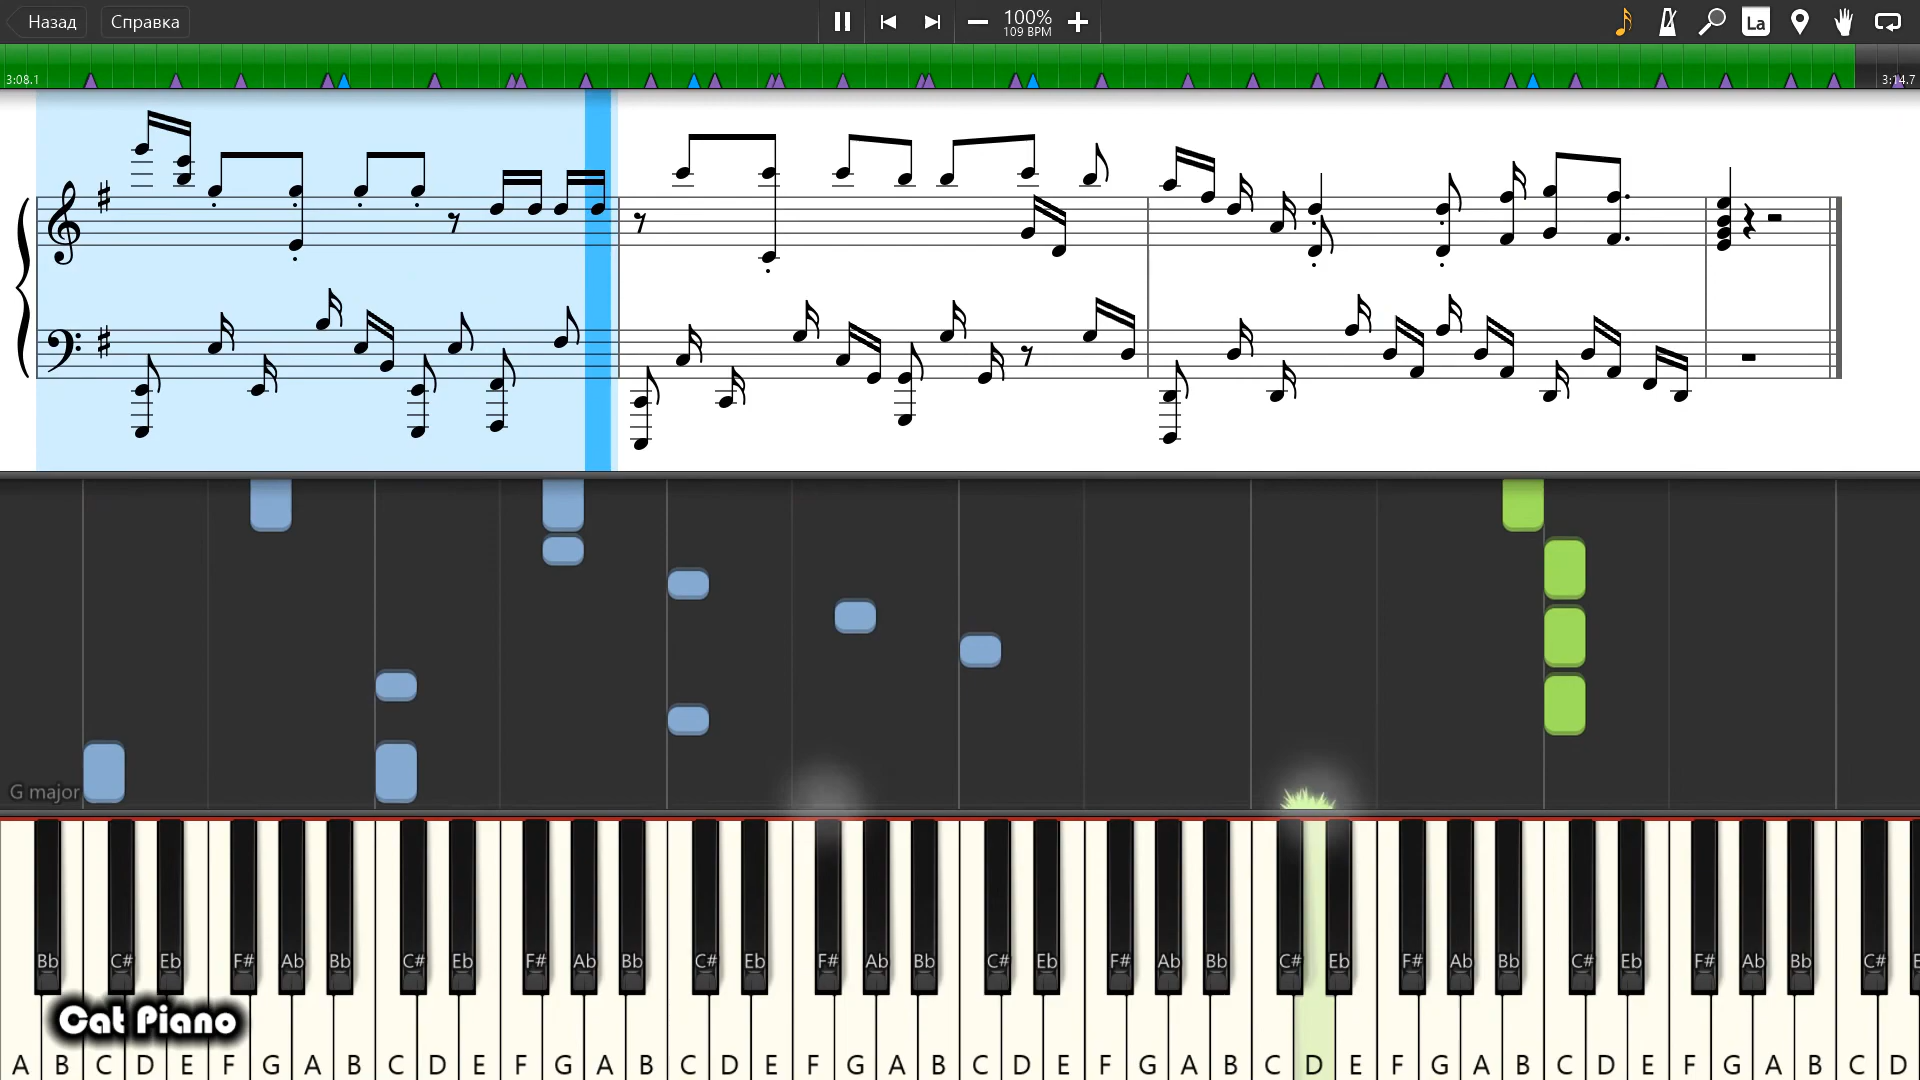 Назад Справка 100%
109 BPM
La
3:08.1 3:14.7
G major
Bb C# Eb F# Ab Bb C# Eb F# Ab Bb C# Eb F# Ab Bb C# Eb F# Ab Bb C# Eb F# Ab Bb C# Eb F# Ab Bb C#
Cat Piano
A B C D E F G A B C D E F G A B C D E F G A B C D E F G A B C D E F G A B C D E F G A B C D